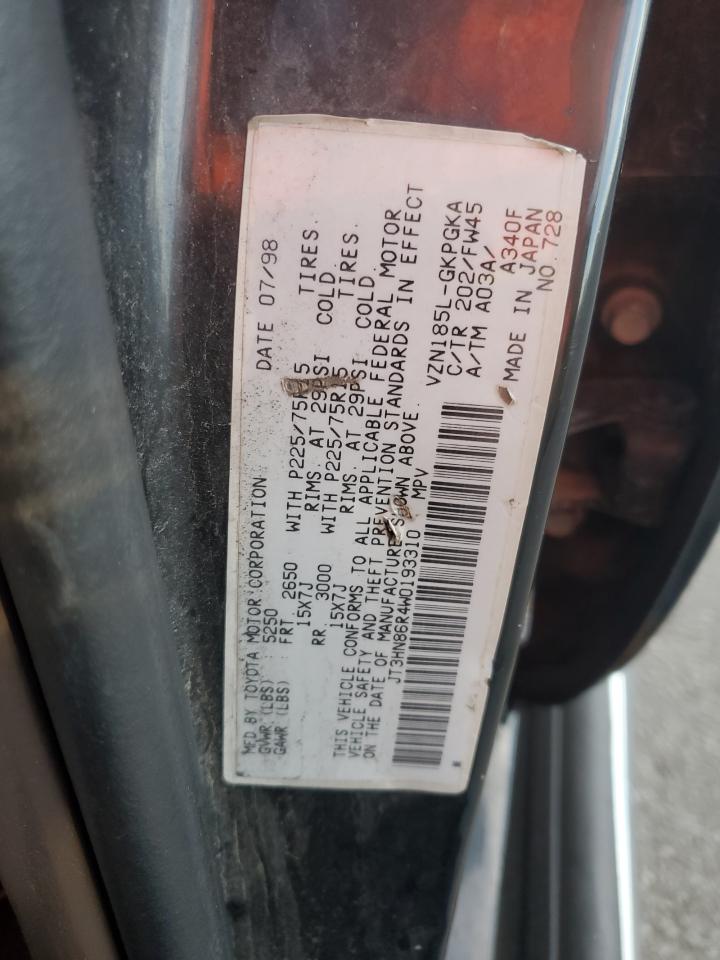 MFD. BY TOYOTA MOTOR CORPORATION DATE 07/98
GVWR (LBS) 5250
GAWR (LBS) FRT 2650 WITH P225/75R15 TIRES.
15X7J RIMS. AT 29PSI COLD
RR 3000 WITH P225/75R15 TIRES.
15X7J RIMS. AT 29PSI COLD.
THIS VEHICLE CONFORMS TO ALL APPLICABLE FEDERAL MOTOR
VEHICLE SAFETY AND THEFT PREVENTION STANDARDS IN EFFECT
ON THE DATE OF MANUFACTURE SHOWN ABOVE.
JT3HN86R4W0193310 MPV
VZN185L-GKPGKA
C/TR 202/FW45
A/TM A03A/
A340F
MADE IN JAPAN
NO.728